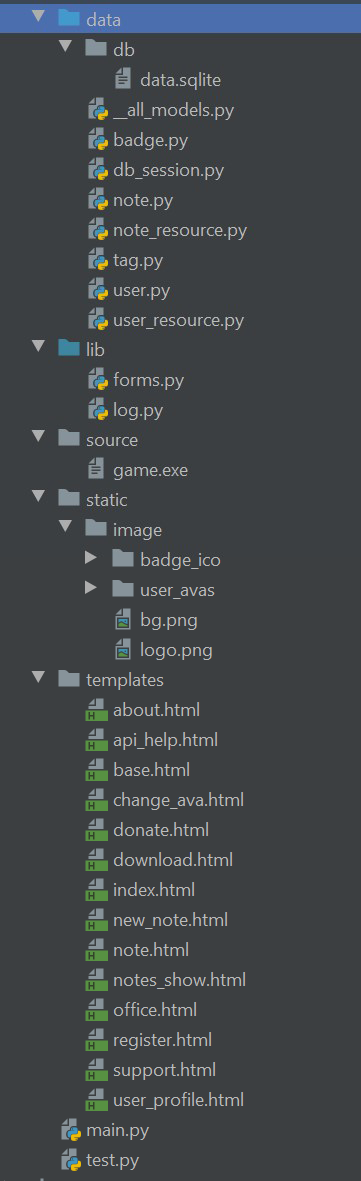 data
db
data.sqlite
__all_models.py
badge.py
db_session.py
note.py
note_resource.py
tag.py
user.py
user_resource.py
lib
forms.py
log.py
source
game.exe
static
image
badge_ico
user_avas
bg.png
logo.png
templates
about.html
api_help.html
base.html
change_ava.html
donate.html
download.html
index.html
new_note.html
note.html
notes_show.html
office.html
register.html
support.html
user_profile.html
main.py
test.py